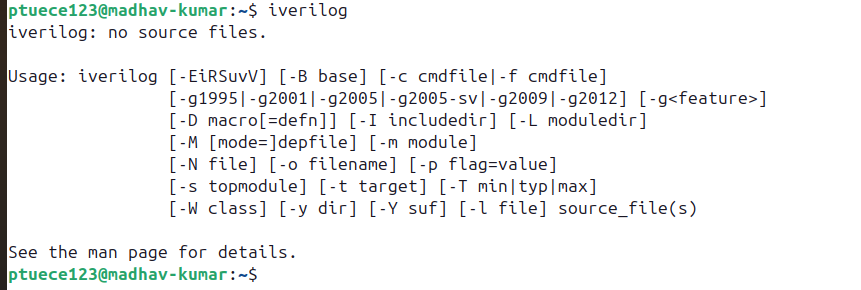 ptuece123@madhav-kumar:~$ iverilog
iverilog: no source files.
Usage: iverilog [-EiRSuvV] [-B base] [-c cmdfile|-f cmdfile]
[-g1995|-g2001|-g2005|-g2005-sv|-g2009|-g2012] [-g<feature>]
[-D macro[=defn]] [-I includedir] [-L moduledir]
[-M [mode=]depfile] [-m module]
[-N file] [-o filename] [-p flag=value]
[-s topmodule] [-t target] [-T min|typ|max]
[-W class] [-y dir] [-Y suf] [-l file] source_file(s)
See the man page for details.
ptuece123@madhav-kumar:~$